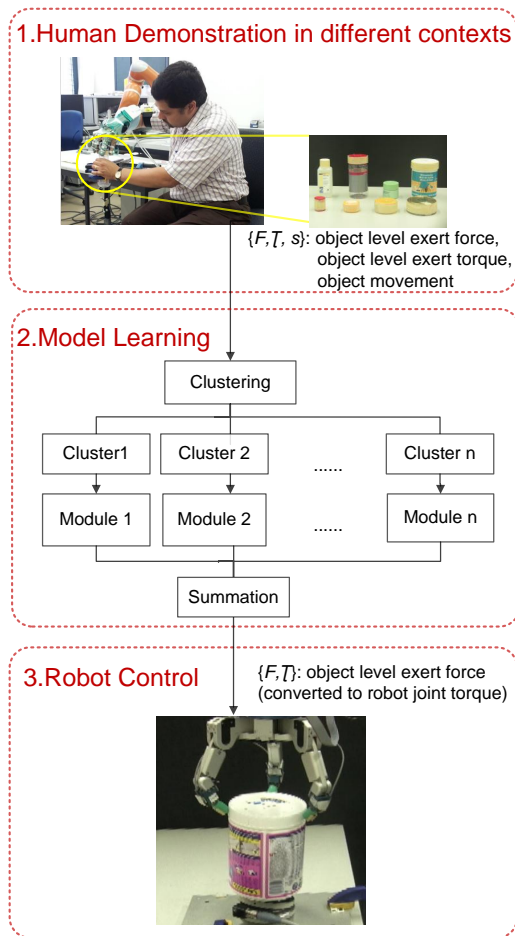 1.Human Demonstration in different contexts
{F,Ʈ, s}: object level exert force,
object level exert torque,
object movement
2.Model Learning
Clustering
Cluster1
Cluster 2
......
Cluster n
Module 1
Module 2
......
Module n
Summation
3.Robot Control
{F,Ʈ}: object level exert force
(converted to robot joint torque)